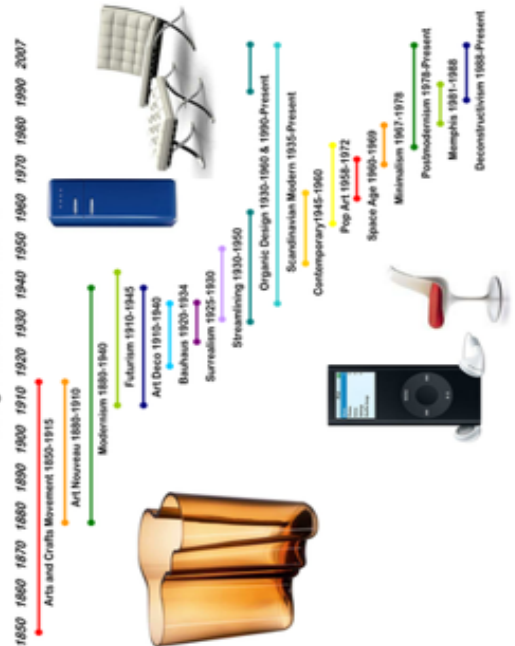 1850 1860 1870 1880 1890 1900 1910 1920 1930 1940 1950 1960 1970 1980 1990 2007
Arts and Crafts Movement 1850-1915
Art Nouveau 1880-1910
Modernism 1880-1940
Futurism 1910-1945
Art Deco 1910-1940
Bauhaus 1920-1934
Surrealism 1925-1930
Streamlining 1930-1950
Organic Design 1930-1960 & 1990-Present
Scandinavian Modern 1935-Present
Contemporary1945-1960
Pop Art 1958-1972
Space Age 1960-1969
Minimalism 1967-1978
Postmodernism 1978-Present
Memphis 1981-1988
Deconstructivism 1988-Present